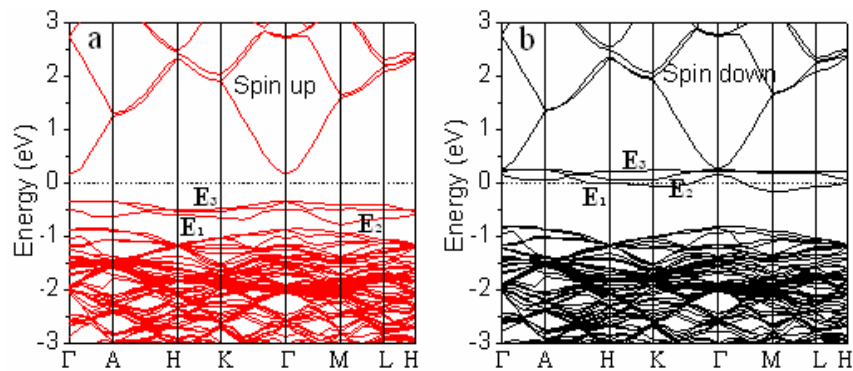 a
Spin up
E₃
E₁
E₂
Energy (eV)
3
2
1
0
-1
-2
-3
Γ A H K Γ M L H
b
Spin down
E₃
E₁
E₂
Energy (eV)
3
2
1
0
-1
-2
-3
Γ A H K Γ M L H